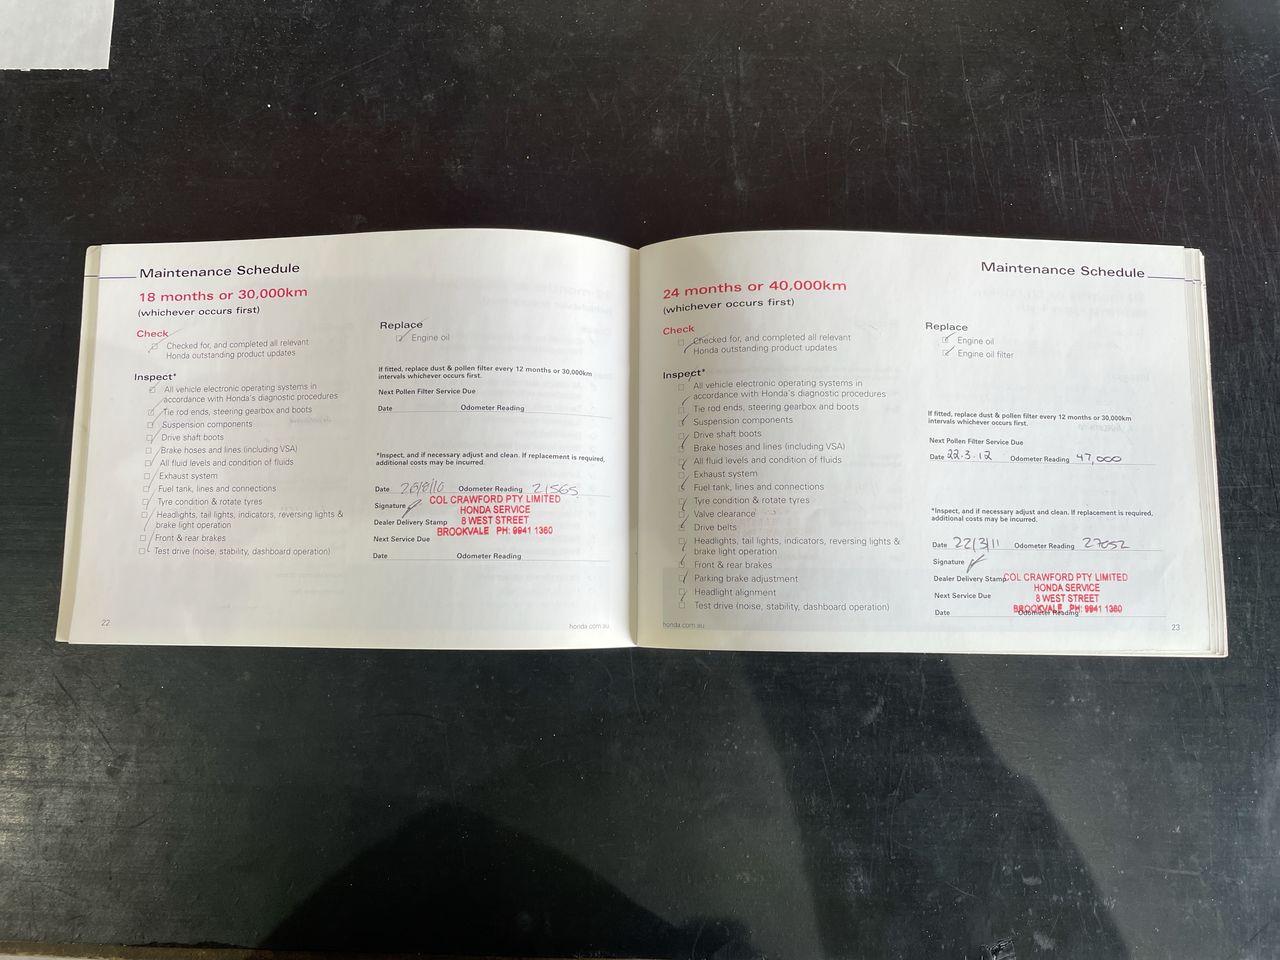 Maintenance Schedule
18 months or 30,000km
(whichever occurs first)
Check
Checked for, and completed all relevant
Honda outstanding product updates
Inspect*
All vehicle electronic operating systems in
accordance with Honda's diagnostic procedures
Tie rod ends, steering gearbox and boots
Suspension components
Drive shaft boots
Brake hoses and lines (including VSA)
All fluid levels and condition of fluids
Exhaust system
Fuel tank, lines and connections
Tyre condition & rotate tyres
Headlights, tail lights, indicators, reversing lights &
brake light operation
Front & rear brakes
Test drive (noise, stability, dashboard operation)
22
Replace
Engine oil
If fitted, replace dust & pollen filter every 12 months or 30,000km
intervals whichever occurs first.
Next Pollen Filter Service Due
Date Odometer Reading
*Inspect, and if necessary adjust and clean. If replacement is required,
additional costs may be incurred.
Date Odometer Reading 21565
Signature
COL CRAWFORD PTY LIMITED
HONDA SERVICE
Dealer Delivery Stamp 8 WEST STREET
Next Service Due BROOKVALE PH: 9941 1360
Date Odometer Reading
honda.com.au
Maintenance Schedule
24 months or 40,000km
(whichever occurs first)
Check
Checked for, and completed all relevant
Honda outstanding product updates
Inspect*
All vehicle electronic operating systems in
accordance with Honda's diagnostic procedures
Tie rod ends, steering gearbox and boots
Suspension components
Drive shaft boots
Brake hoses and lines (including VSA)
All fluid levels and condition of fluids
Exhaust system
Fuel tank, lines and connections
Tyre condition & rotate tyres
Valve clearance
Drive belts
Headlights, tail lights, indicators, reversing lights &
brake light operation
Front & rear brakes
Parking brake adjustment
Headlight alignment
Test drive (noise, stability, dashboard operation)
honda.com.au
Replace
Engine oil
Engine oil filter
If fitted, replace dust & pollen filter every 12 months or 30,000km
intervals whichever occurs first.
Next Pollen Filter Service Due
Date 22.3.12 Odometer Reading 47,000
*Inspect, and if necessary adjust and clean. If replacement is required,
additional costs may be incurred.
Date 22/3/11 Odometer Reading 27052
Signature
Dealer Delivery Stamp COL CRAWFORD PTY LIMITED
HONDA SERVICE
Next Service Due 8 WEST STREET
BROOKVALE PH: 9941 1360
Date Odometer Reading
23